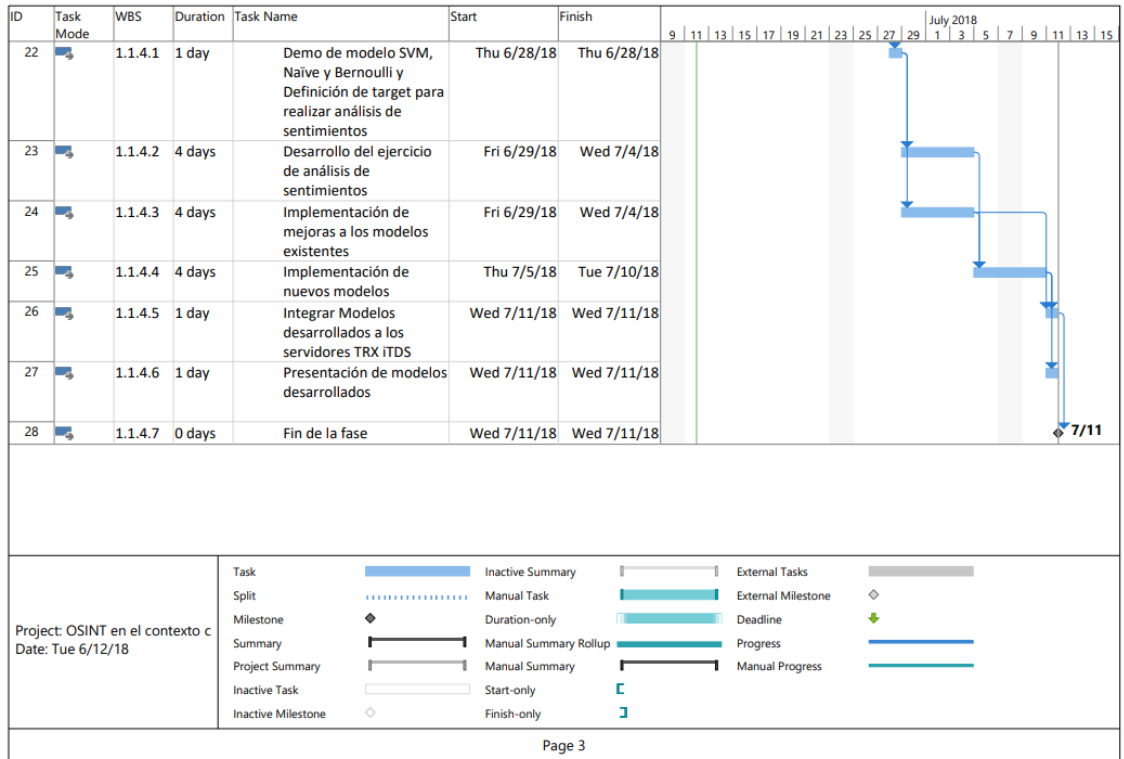 ID Task Mode WBS Duration Task Name Start Finish
July 2018
9 11 13 15 17 19 21 23 25 27 29 1 3 5 7 9 11 13 15
22 1.1.4.1 1 day Demo de modelo SVM, Thu 6/28/18 Thu 6/28/18
Naïve y Bernoulli y
Definición de target para
realizar análisis de
sentimientos
23 1.1.4.2 4 days Desarrollo del ejercicio Fri 6/29/18 Wed 7/4/18
de análisis de
sentimientos
24 1.1.4.3 4 days Implementación de Fri 6/29/18 Wed 7/4/18
mejoras a los modelos
existentes
25 1.1.4.4 4 days Implementación de Thu 7/5/18 Tue 7/10/18
nuevos modelos
26 1.1.4.5 1 day Integrar Modelos Wed 7/11/18 Wed 7/11/18
desarrollados a los
servidores TRX iTDS
27 1.1.4.6 1 day Presentación de modelos Wed 7/11/18 Wed 7/11/18
desarrollados
28 1.1.4.7 0 days Fin de la fase Wed 7/11/18 Wed 7/11/18 7/11
Project: OSINT en el contexto c
Date: Tue 6/12/18
Task
Split
Milestone
Summary
Project Summary
Inactive Task
Inactive Milestone
Inactive Summary
Manual Task
Duration-only
Manual Summary Rollup
Manual Summary
Start-only
Finish-only
External Tasks
External Milestone
Deadline
Progress
Manual Progress
Page 3